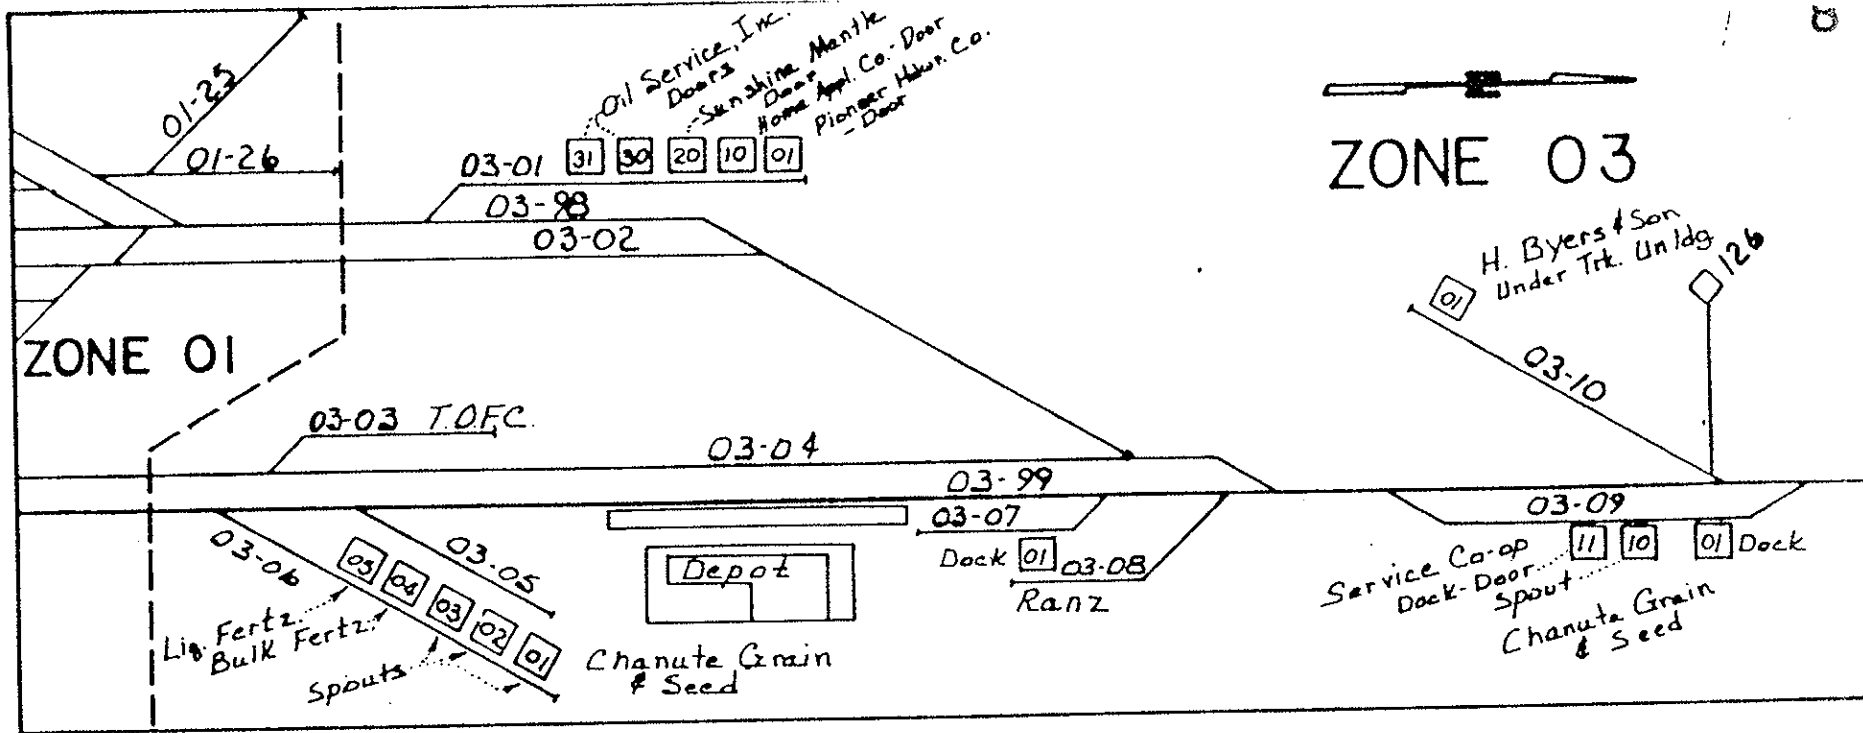 Oil Service, Inc.
Doors
Sunshine Mantle
Door
Home Appl. Co. - Door
Pioneer
Co.
- Door
01-25
01-26
03-01
31
30
20
10
01
03-98
03-02
ZONE 03
ZONE 01
H. Byers & Son
Under Trk. Unldg
01
126
03-10
03-03 T.O.F.C.
03-04
03-99
03-09
03-06
03-05
05
04
03
02
01
Liq. Fertz.
Bulk Fertz.
Spouts
Chanute Grain
& Seed
Depot
03-07
Dock 01
03-08
Ranz
11
10
01 Dock
Service Co-op
Dock-Door
Spout
Chanute Grain
& Seed